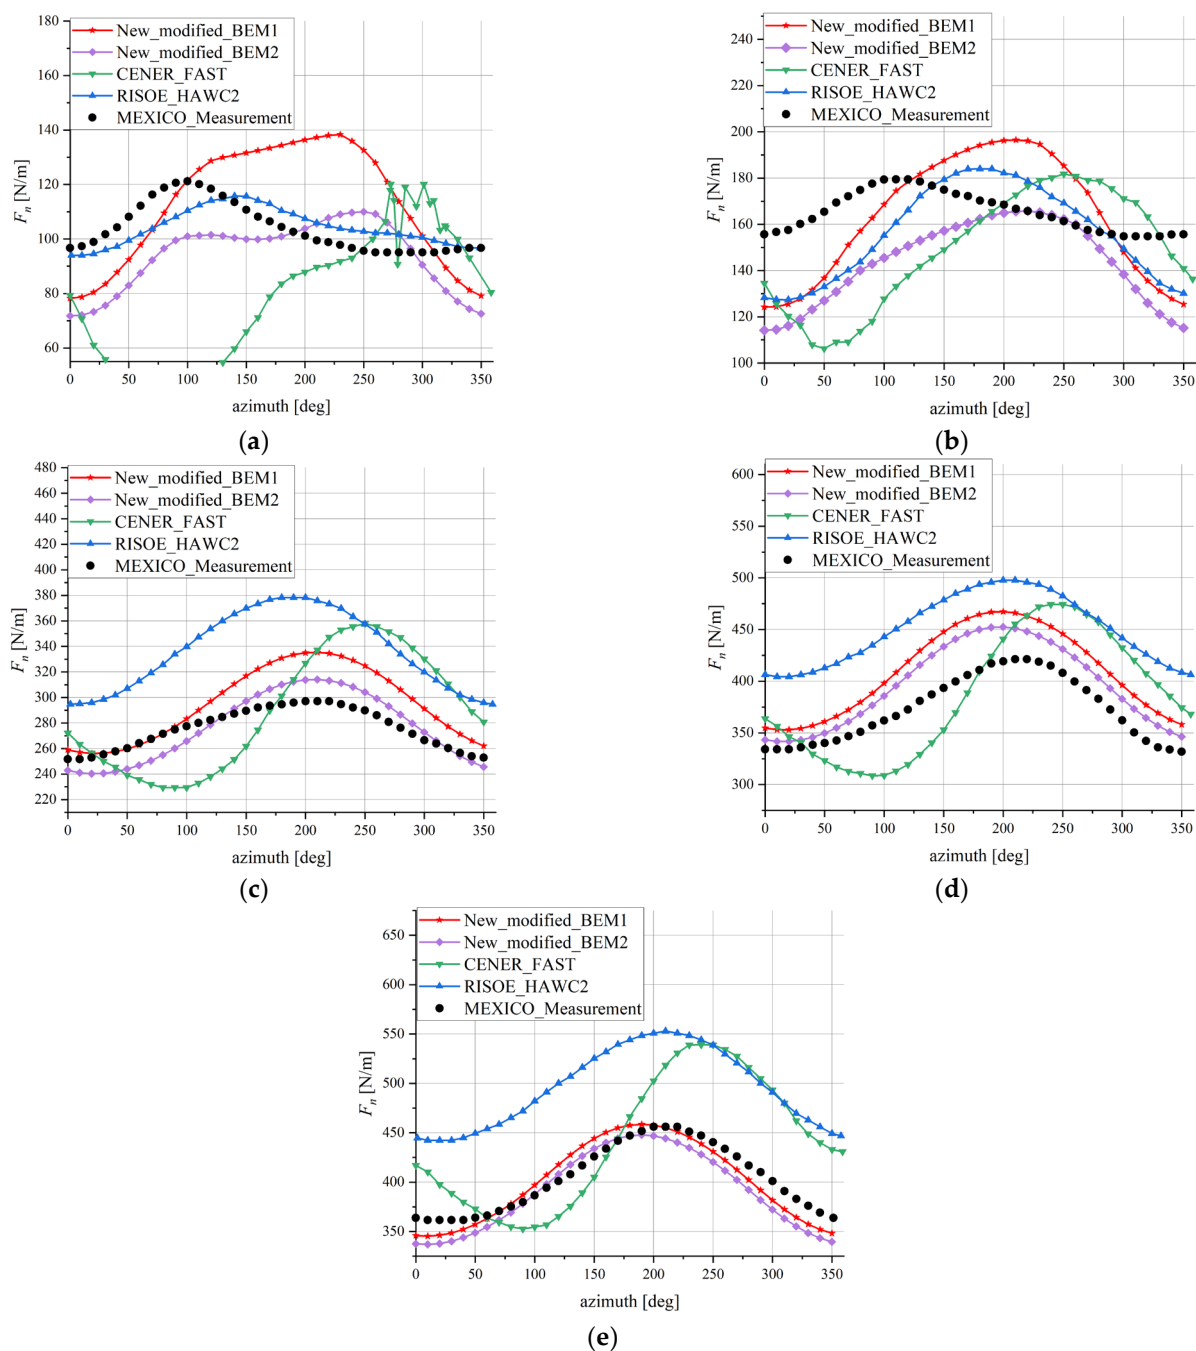 180
160
140
120
100
80
60
Fn [N/m]
New_modified_BEM1
New_modified_BEM2
CENER_FAST
RISOE_HAWC2
MEXICO_Measurement
0 50 100 150 200 250 300 350
azimuth [deg]
(a)
240
220
200
180
160
140
120
100
Fn [N/m]
New_modified_BEM1
New_modified_BEM2
CENER_FAST
RISOE_HAWC2
MEXICO_Measurement
0 50 100 150 200 250 300 350
azimuth [deg]
(b)
480
460
440
420
400
380
360
340
320
300
280
260
240
220
Fn [N/m]
New_modified_BEM1
New_modified_BEM2
CENER_FAST
RISOE_HAWC2
MEXICO_Measurement
0 50 100 150 200 250 300 350
azimuth [deg]
(c)
600
550
500
450
400
350
300
Fn [N/m]
New_modified_BEM1
New_modified_BEM2
CENER_FAST
RISOE_HAWC2
MEXICO_Measurement
0 50 100 150 200 250 300 350
azimuth [deg]
(d)
650
600
550
500
450
400
350
Fn [N/m]
New_modified_BEM1
New_modified_BEM2
CENER_FAST
RISOE_HAWC2
MEXICO_Measurement
0 50 100 150 200 250 300 350
azimuth [deg]
(e)